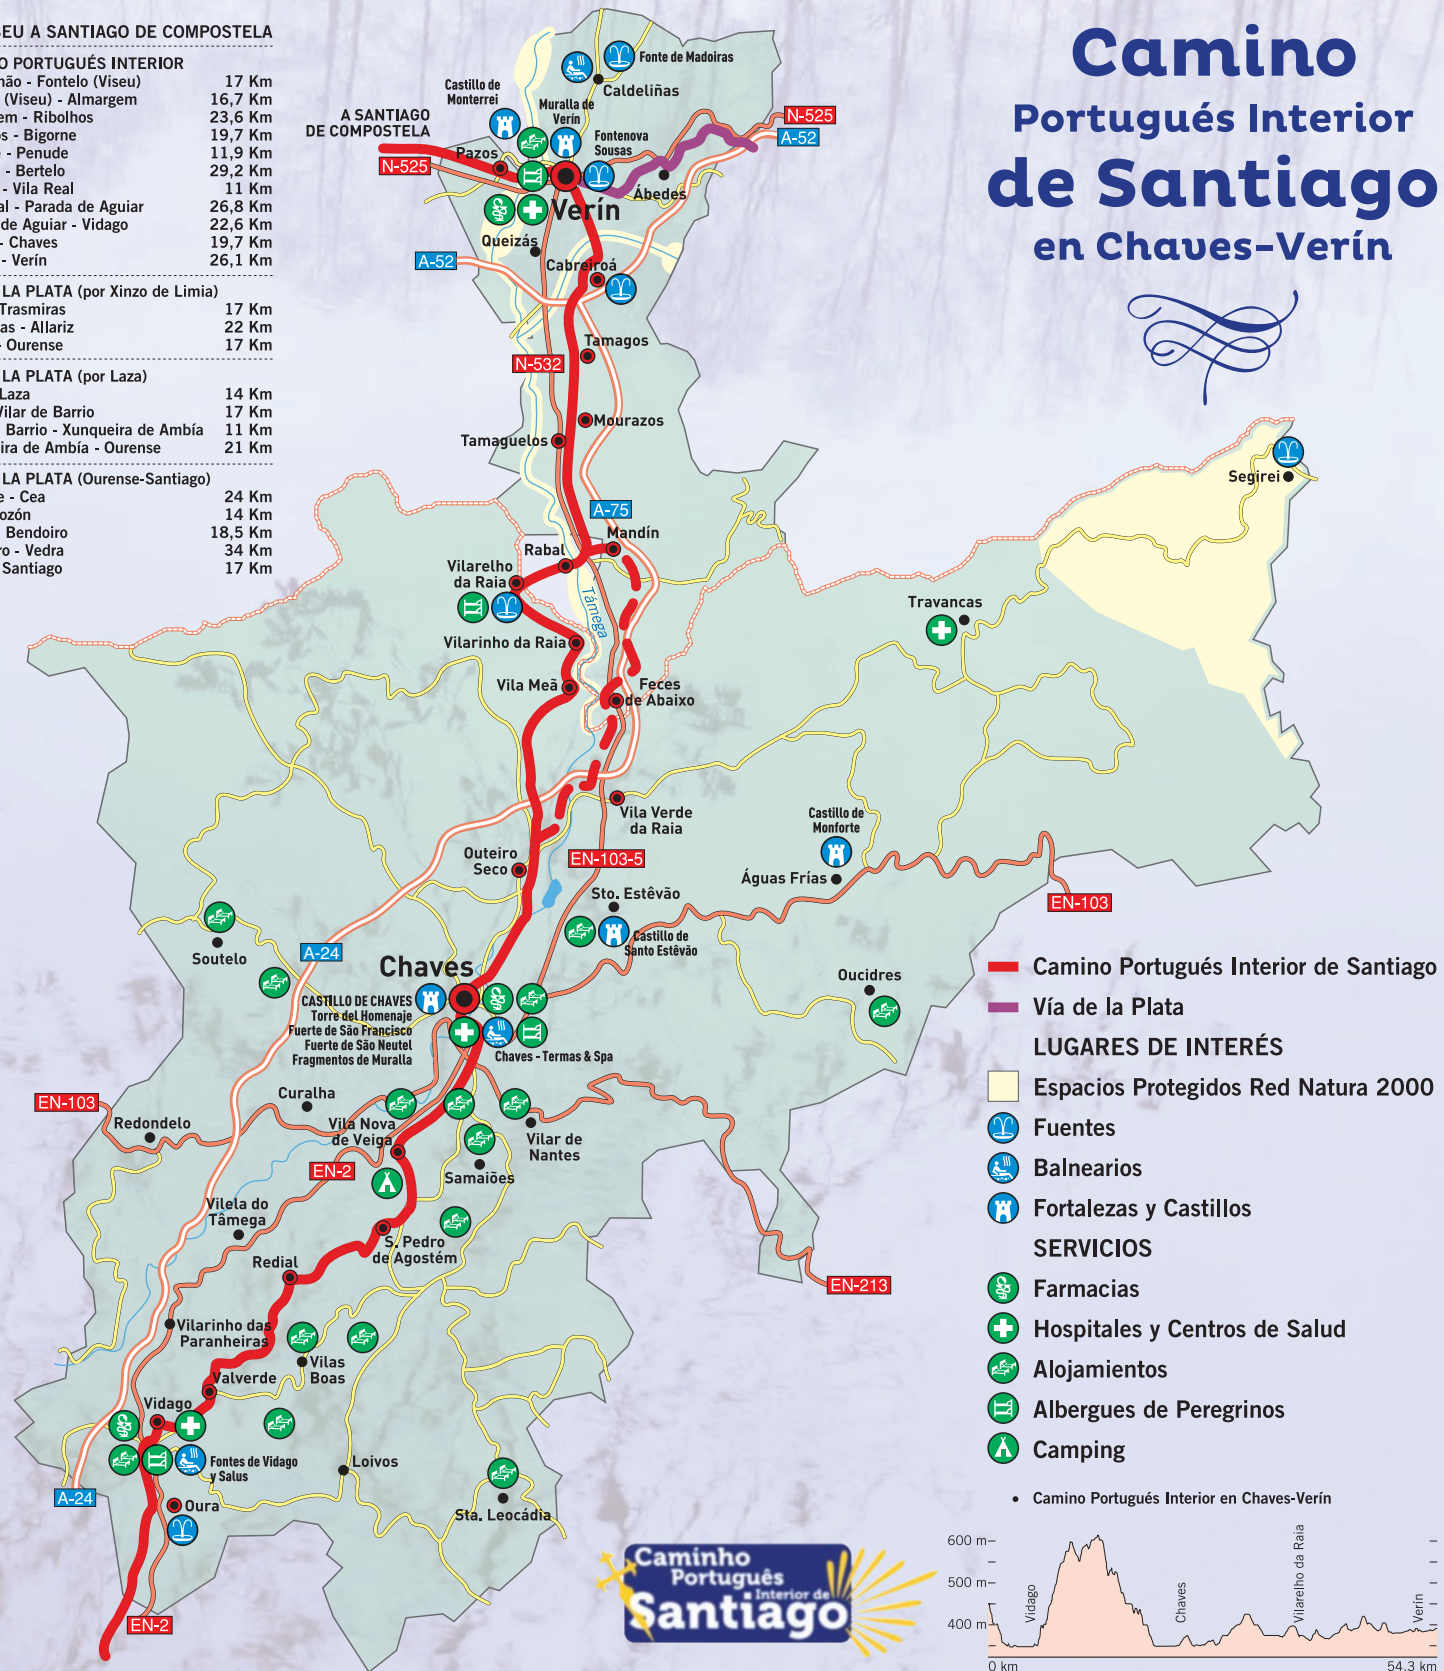 SEU A SANTIAGO DE COMPOSTELA
O PORTUGUÉS INTERIOR
não - Fontelo (Viseu) 17 Km
(Viseu) - Almargem 16,7 Km
em - Ribolhos 23,6 Km
os - Bigorne 19,7 Km
- Penude 11,9 Km
- Bertelo 29,2 Km
- Vila Real 11 Km
al - Parada de Aguiar 26,8 Km
de Aguiar - Vidago 22,6 Km
- Chaves 19,7 Km
- Verín 26,1 Km
LA PLATA (por Xinzo de Limia)
Trasmiras 17 Km
as - Allariz 22 Km
- Ourense 17 Km
LA PLATA (por Laza)
Laza 14 Km
Vilar de Barrio 17 Km
Barrio - Xunqueira de Ambía 11 Km
ira de Ambía - Ourense 21 Km
LA PLATA (Ourense-Santiago)
e - Cea 24 Km
ozón 14 Km
Bendoiro 18,5 Km
ro - Vedra 34 Km
Santiago 17 Km
Camino
Portugués Interior
de Santiago
en Chaves-Verín
Fonte de Madoiras
Caldeliñas
Castillo de
Monterrei
Muralla de
Verín
A SANTIAGO
DE COMPOSTELA
Fontenova
Sousas
N-525
A-52
N-525
Pazos
Ábedes
Verín
Queizás
A-52
Cabreiroá
Tamagos
N-532
Mourazos
Tamaguelos
Segirei
A-75
Mandín
Rabal
Vilarelho
da Raia
Támega
Travancas
Vilarinho da Raia
Vila Meã
Feces
de Abaixo
Vila Verde
da Raia
Castillo de
Monforte
Outeiro
Seco
EN-103-5
Águas Frías
Sto. Estêvão
EN-103
Castillo de
Santo Estêvão
Soutelo
A-24
Chaves
Oucidres
CASTILLO DE CHAVES
Torre del Homenaje
Fuerte de São Francisco
Fuerte de São Neutel
Fragmentos de Muralla
Chaves - Termas & Spa
EN-103
Curalha
Redondelo
Vila Nova
de Veiga
Vilar de
Nantes
EN-2
Samaiões
Vilela do
Tâmega
S. Pedro
de Agostém
Redial
EN-213
Vilarinho das
Paranheiras
Vilas
Boas
Valverde
Vidago
Fontes de Vidago
y Salus
Loivos
A-24
Oura
Sta. Leocádia
EN-2
Camino Portugués Interior de Santiago
Vía de la Plata
LUGARES DE INTERÉS
Espacios Protegidos Red Natura 2000
Fuentes
Balnearios
Fortalezas y Castillos
SERVICIOS
Farmacias
Hospitales y Centros de Salud
Alojamientos
Albergues de Peregrinos
Camping
• Camino Portugués Interior en Chaves-Verín
600 m
500 m
400 m
Vidago
Chaves
Vilarelho da Raia
Verín
0 km
54,3 km
Caminho
Português
Interior de
Santiago